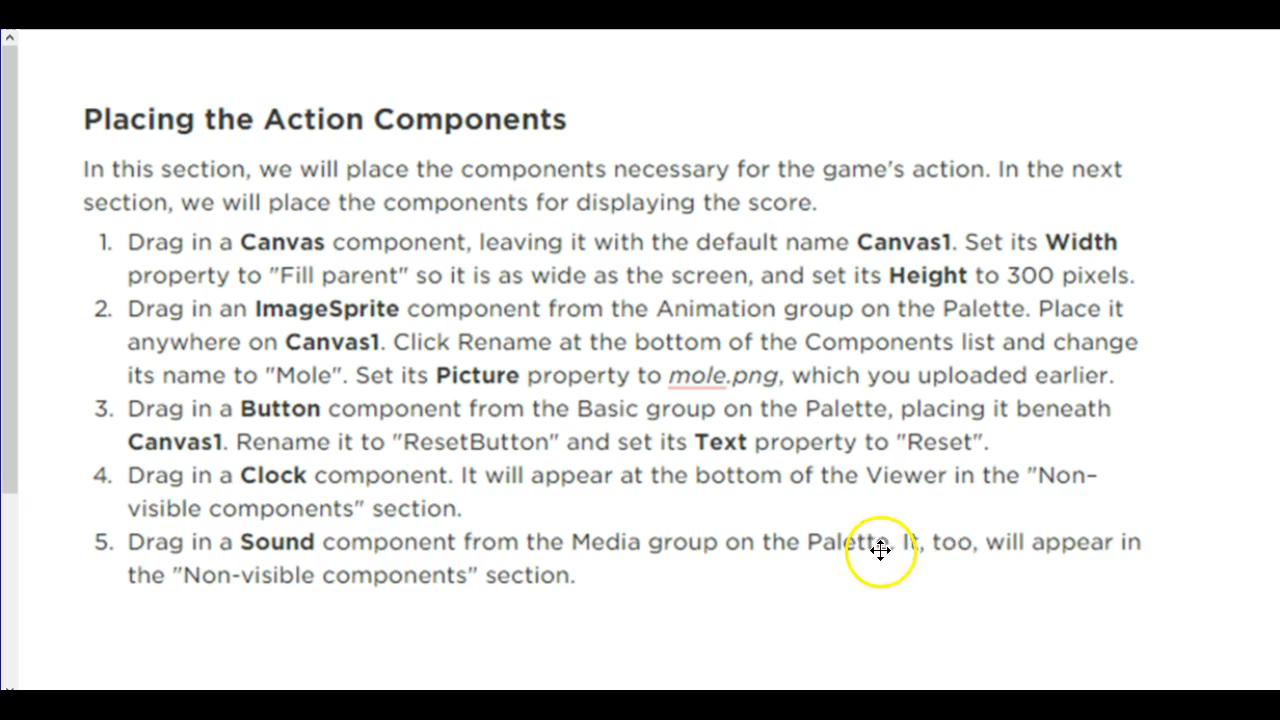 Placing the Action Components
In this section, we will place the components necessary for the game's action. In the next
section, we will place the components for displaying the score.
1. Drag in a Canvas component, leaving it with the default name Canvas1. Set its Width
property to "Fill parent" so it is as wide as the screen, and set its Height to 300 pixels.
2. Drag in an ImageSprite component from the Animation group on the Palette. Place it
anywhere on Canvas1. Click Rename at the bottom of the Components list and change
its name to "Mole". Set its Picture property to mole.png, which you uploaded earlier.
3. Drag in a Button component from the Basic group on the Palette, placing it beneath
Canvas1. Rename it to "ResetButton" and set its Text property to "Reset".
4. Drag in a Clock component. It will appear at the bottom of the Viewer in the "Non-
visible components" section.
5. Drag in a Sound component from the Media group on the Palette. It, too, will appear in
the "Non-visible components" section.